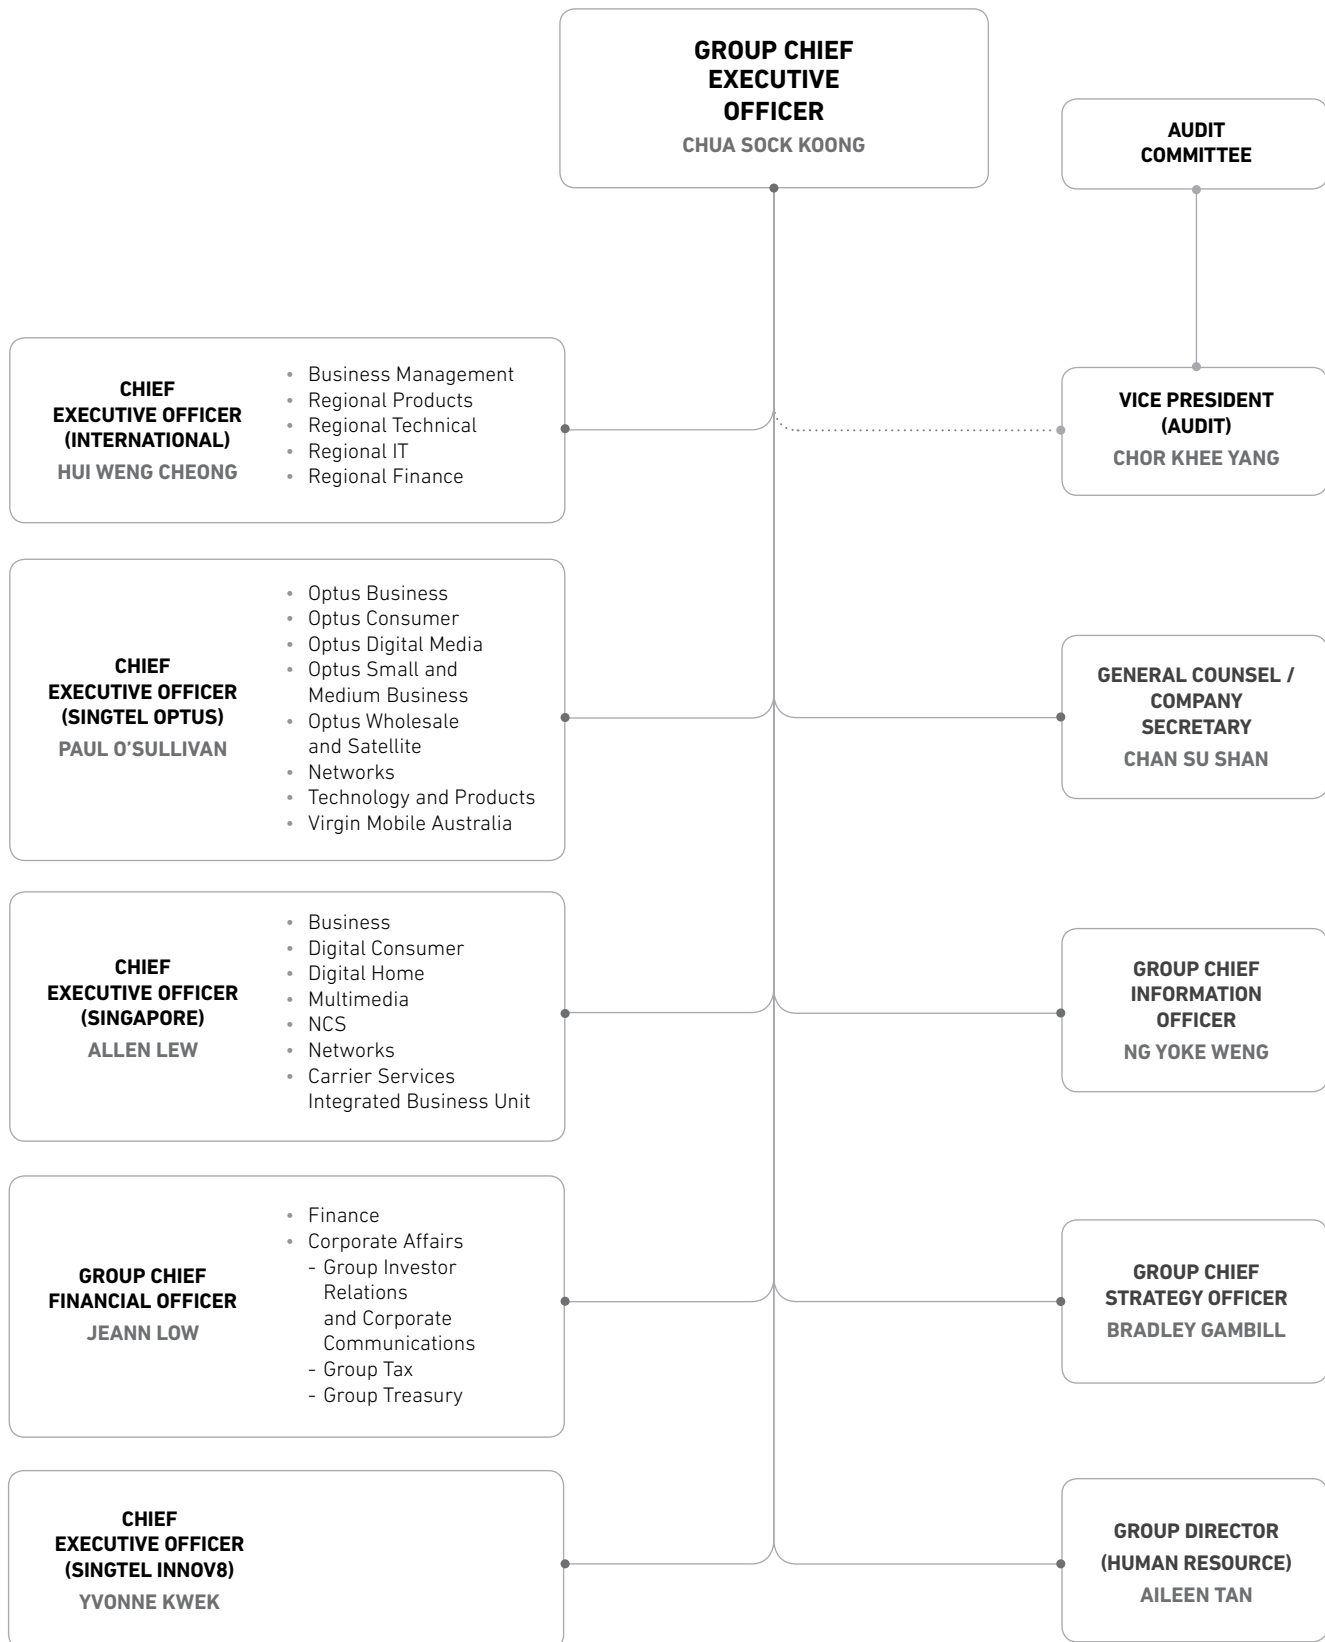 GROUP CHIEF
EXECUTIVE
OFFICER
CHUA SOCK KOONG
AUDIT
COMMITTEE
CHIEF
EXECUTIVE OFFICER
(INTERNATIONAL)
HUI WENG CHEONG
• Business Management
• Regional Products
• Regional Technical
• Regional IT
• Regional Finance
VICE PRESIDENT
(AUDIT)
CHOR KHEE YANG
CHIEF
EXECUTIVE OFFICER
(SINGTEL OPTUS)
PAUL O’SULLIVAN
• Optus Business
• Optus Consumer
• Optus Digital Media
• Optus Small and
Medium Business
• Optus Wholesale
and Satellite
• Networks
• Technology and Products
• Virgin Mobile Australia
GENERAL COUNSEL /
COMPANY
SECRETARY
CHAN SU SHAN
CHIEF
EXECUTIVE OFFICER
(SINGAPORE)
ALLEN LEW
• Business
• Digital Consumer
• Digital Home
• Multimedia
• NCS
• Networks
• Carrier Services
Integrated Business Unit
GROUP CHIEF
INFORMATION
OFFICER
NG YOKE WENG
GROUP CHIEF
FINANCIAL OFFICER
JEANN LOW
• Finance
• Corporate Affairs
- Group Investor
Relations
and Corporate
Communications
- Group Tax
- Group Treasury
GROUP CHIEF
STRATEGY OFFICER
BRADLEY GAMBILL
CHIEF
EXECUTIVE OFFICER
(SINGTEL INNOV8)
YVONNE KWEK
GROUP DIRECTOR
(HUMAN RESOURCE)
AILEEN TAN